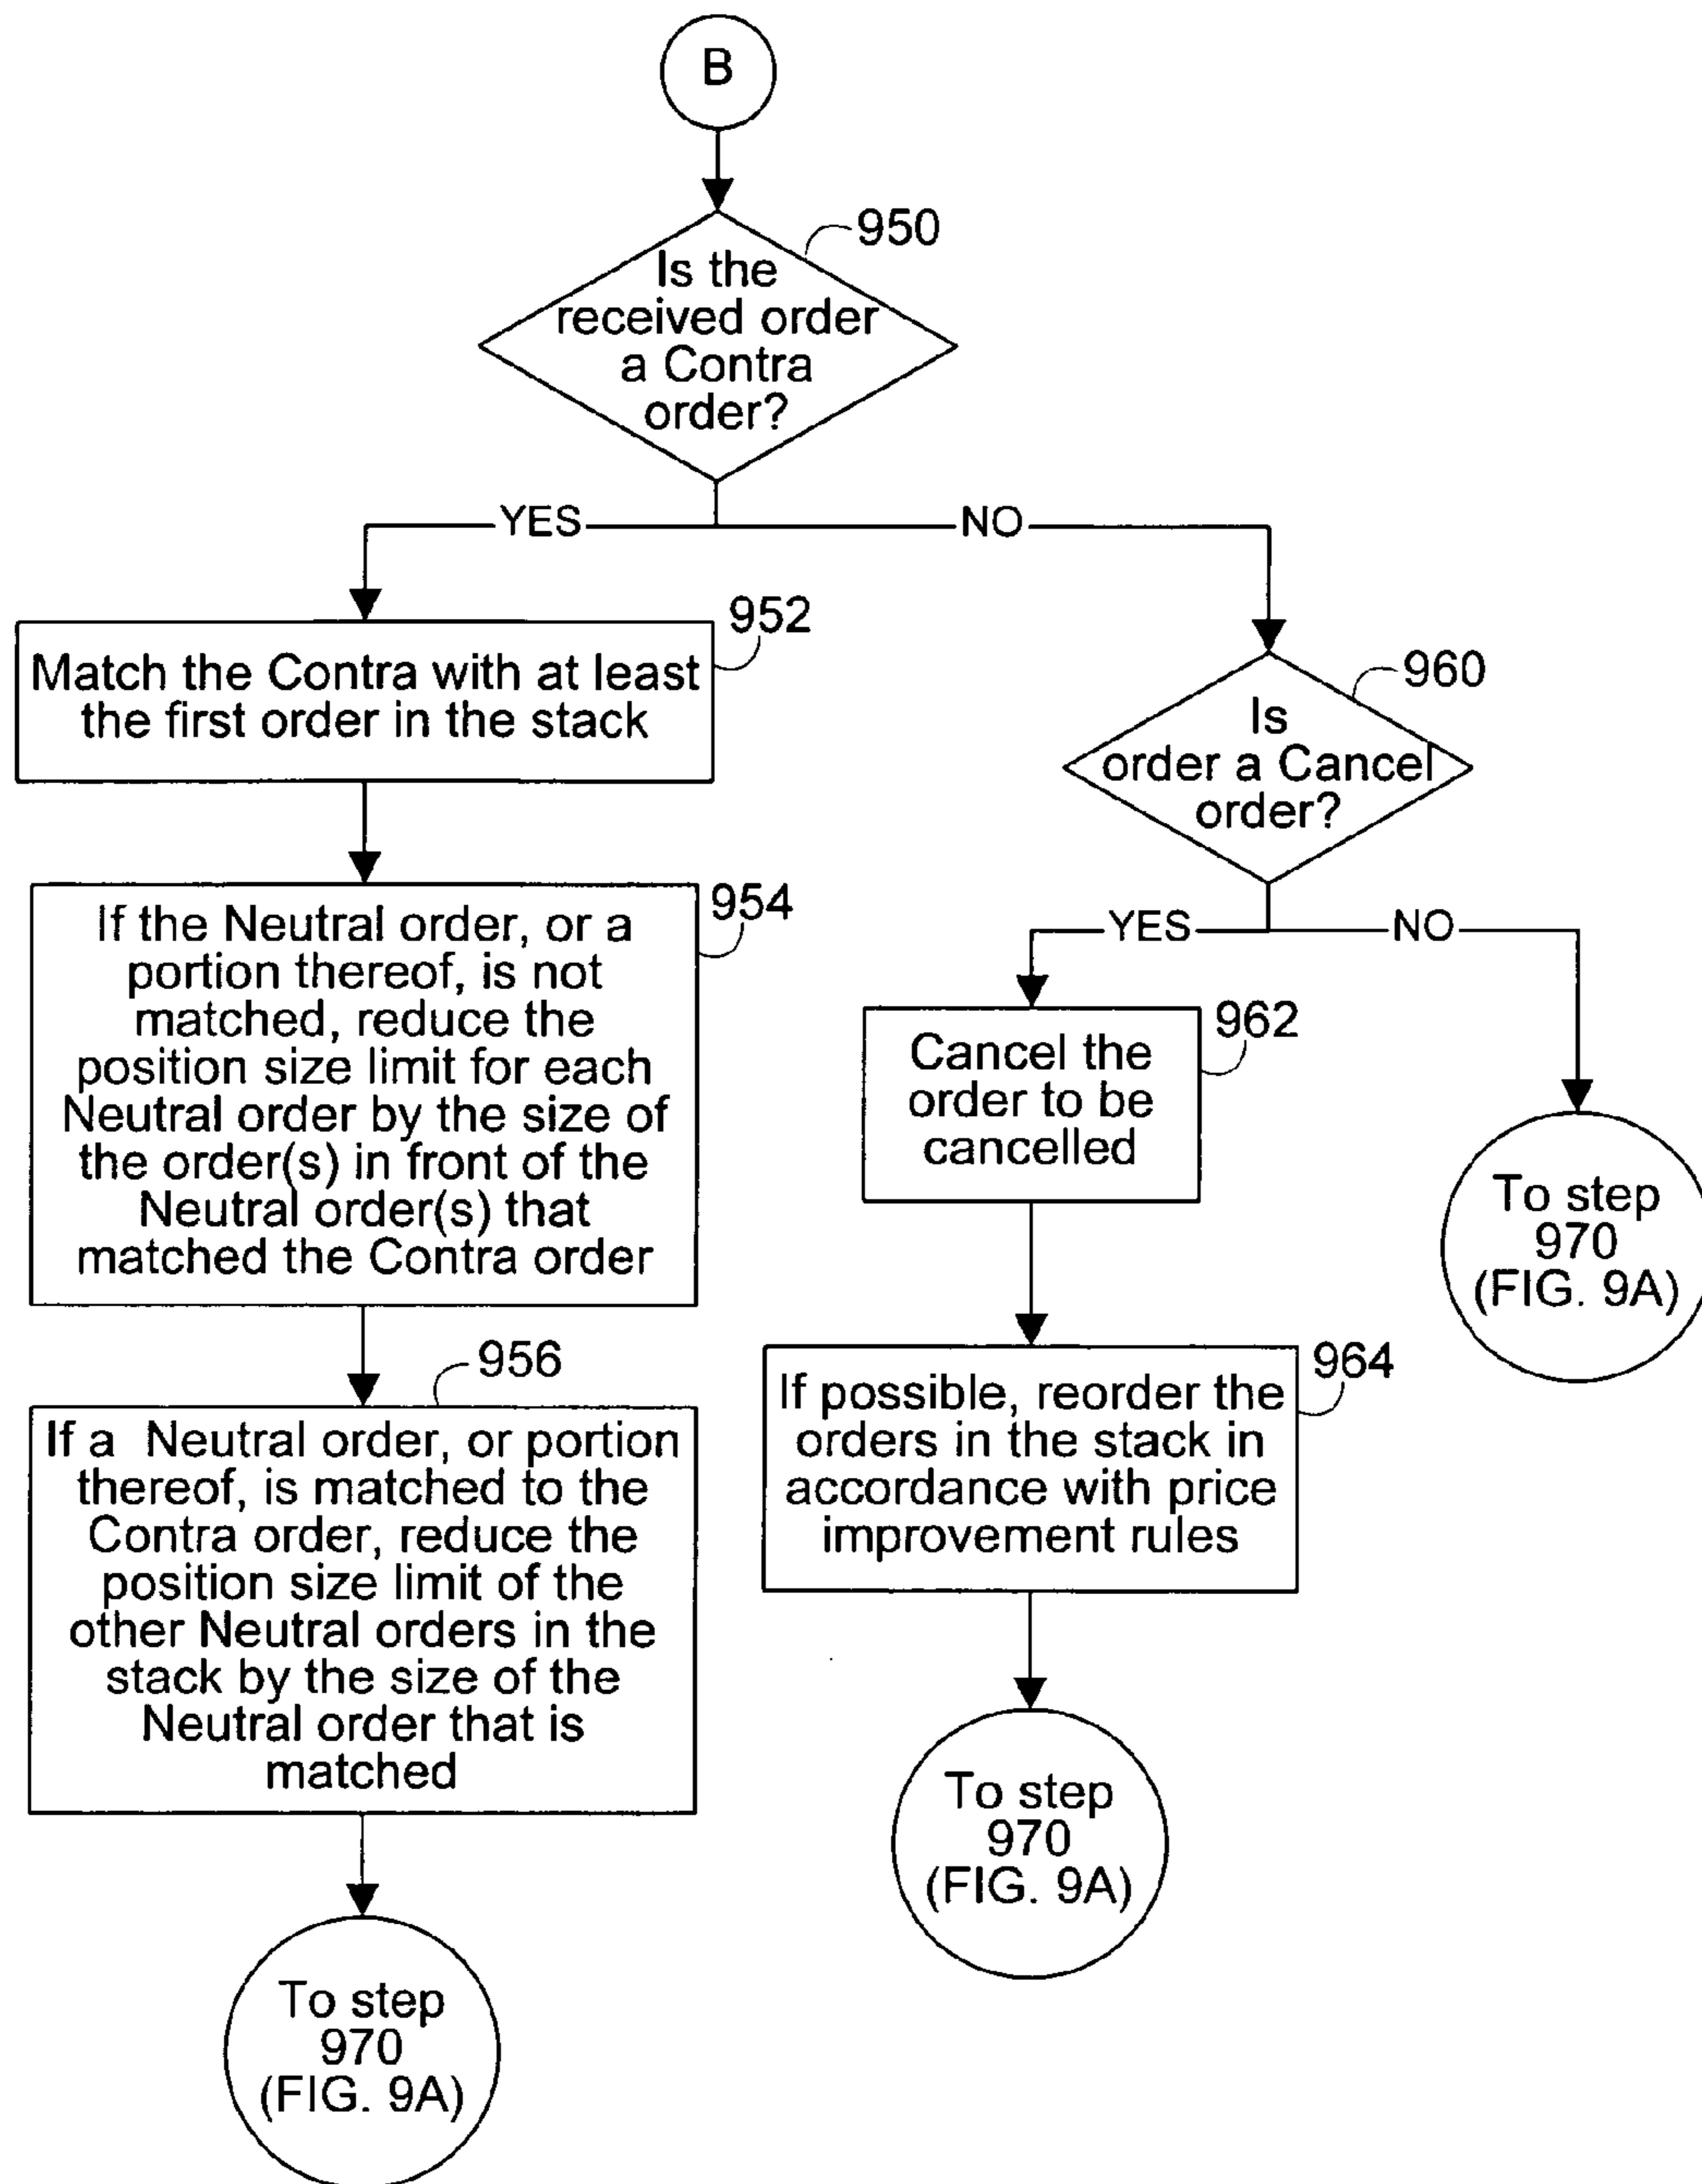 B
950
Is the
received order
a Contra
order?
YES
NO
952
Match the Contra with at least
the first order in the stack
960
Is
order a Cancel
order?
954
If the Neutral order, or a
portion thereof, is not
matched, reduce the
position size limit for each
Neutral order by the size of
the order(s) in front of the
Neutral order(s) that
matched the Contra order
YES
NO
962
Cancel the
order to be
cancelled
To step
970
(FIG. 9A)
956
If a Neutral order, or portion
thereof, is matched to the
Contra order, reduce the
position size limit of the
other Neutral orders in the
stack by the size of the
Neutral order that is
matched
964
If possible, reorder the
orders in the stack in
accordance with price
improvement rules
To step
970
(FIG. 9A)
To step
970
(FIG. 9A)